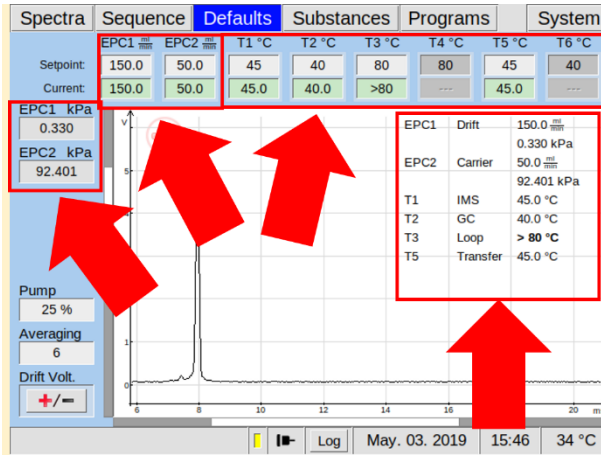 Spectra Sequence Defaults Substances Programs System
EPC1 ml/min EPC2 ml/min T1 °C T2 °C T3 °C T4 °C T5 °C T6 °C
Setpoint: 150.0 50.0 45 40 80 80 45 40
Current: 150.0 50.0 45.0 40.0 >80 --- 45.0 ---
EPC1 kPa
0.330
EPC2 kPa
92.401
V
5
1
0
6 8 10 12 14 16 20 m
EPC1 Drift 150.0 ml/min
0.330 kPa
EPC2 Carrier 50.0 ml/min
92.401 kPa
T1 IMS 45.0 °C
T2 GC 40.0 °C
T3 Loop > 80 °C
T5 Transfer 45.0 °C
Pump
25 %
Averaging
6
Drift Volt.
+/-
Log May. 03. 2019 15:46 34 °C